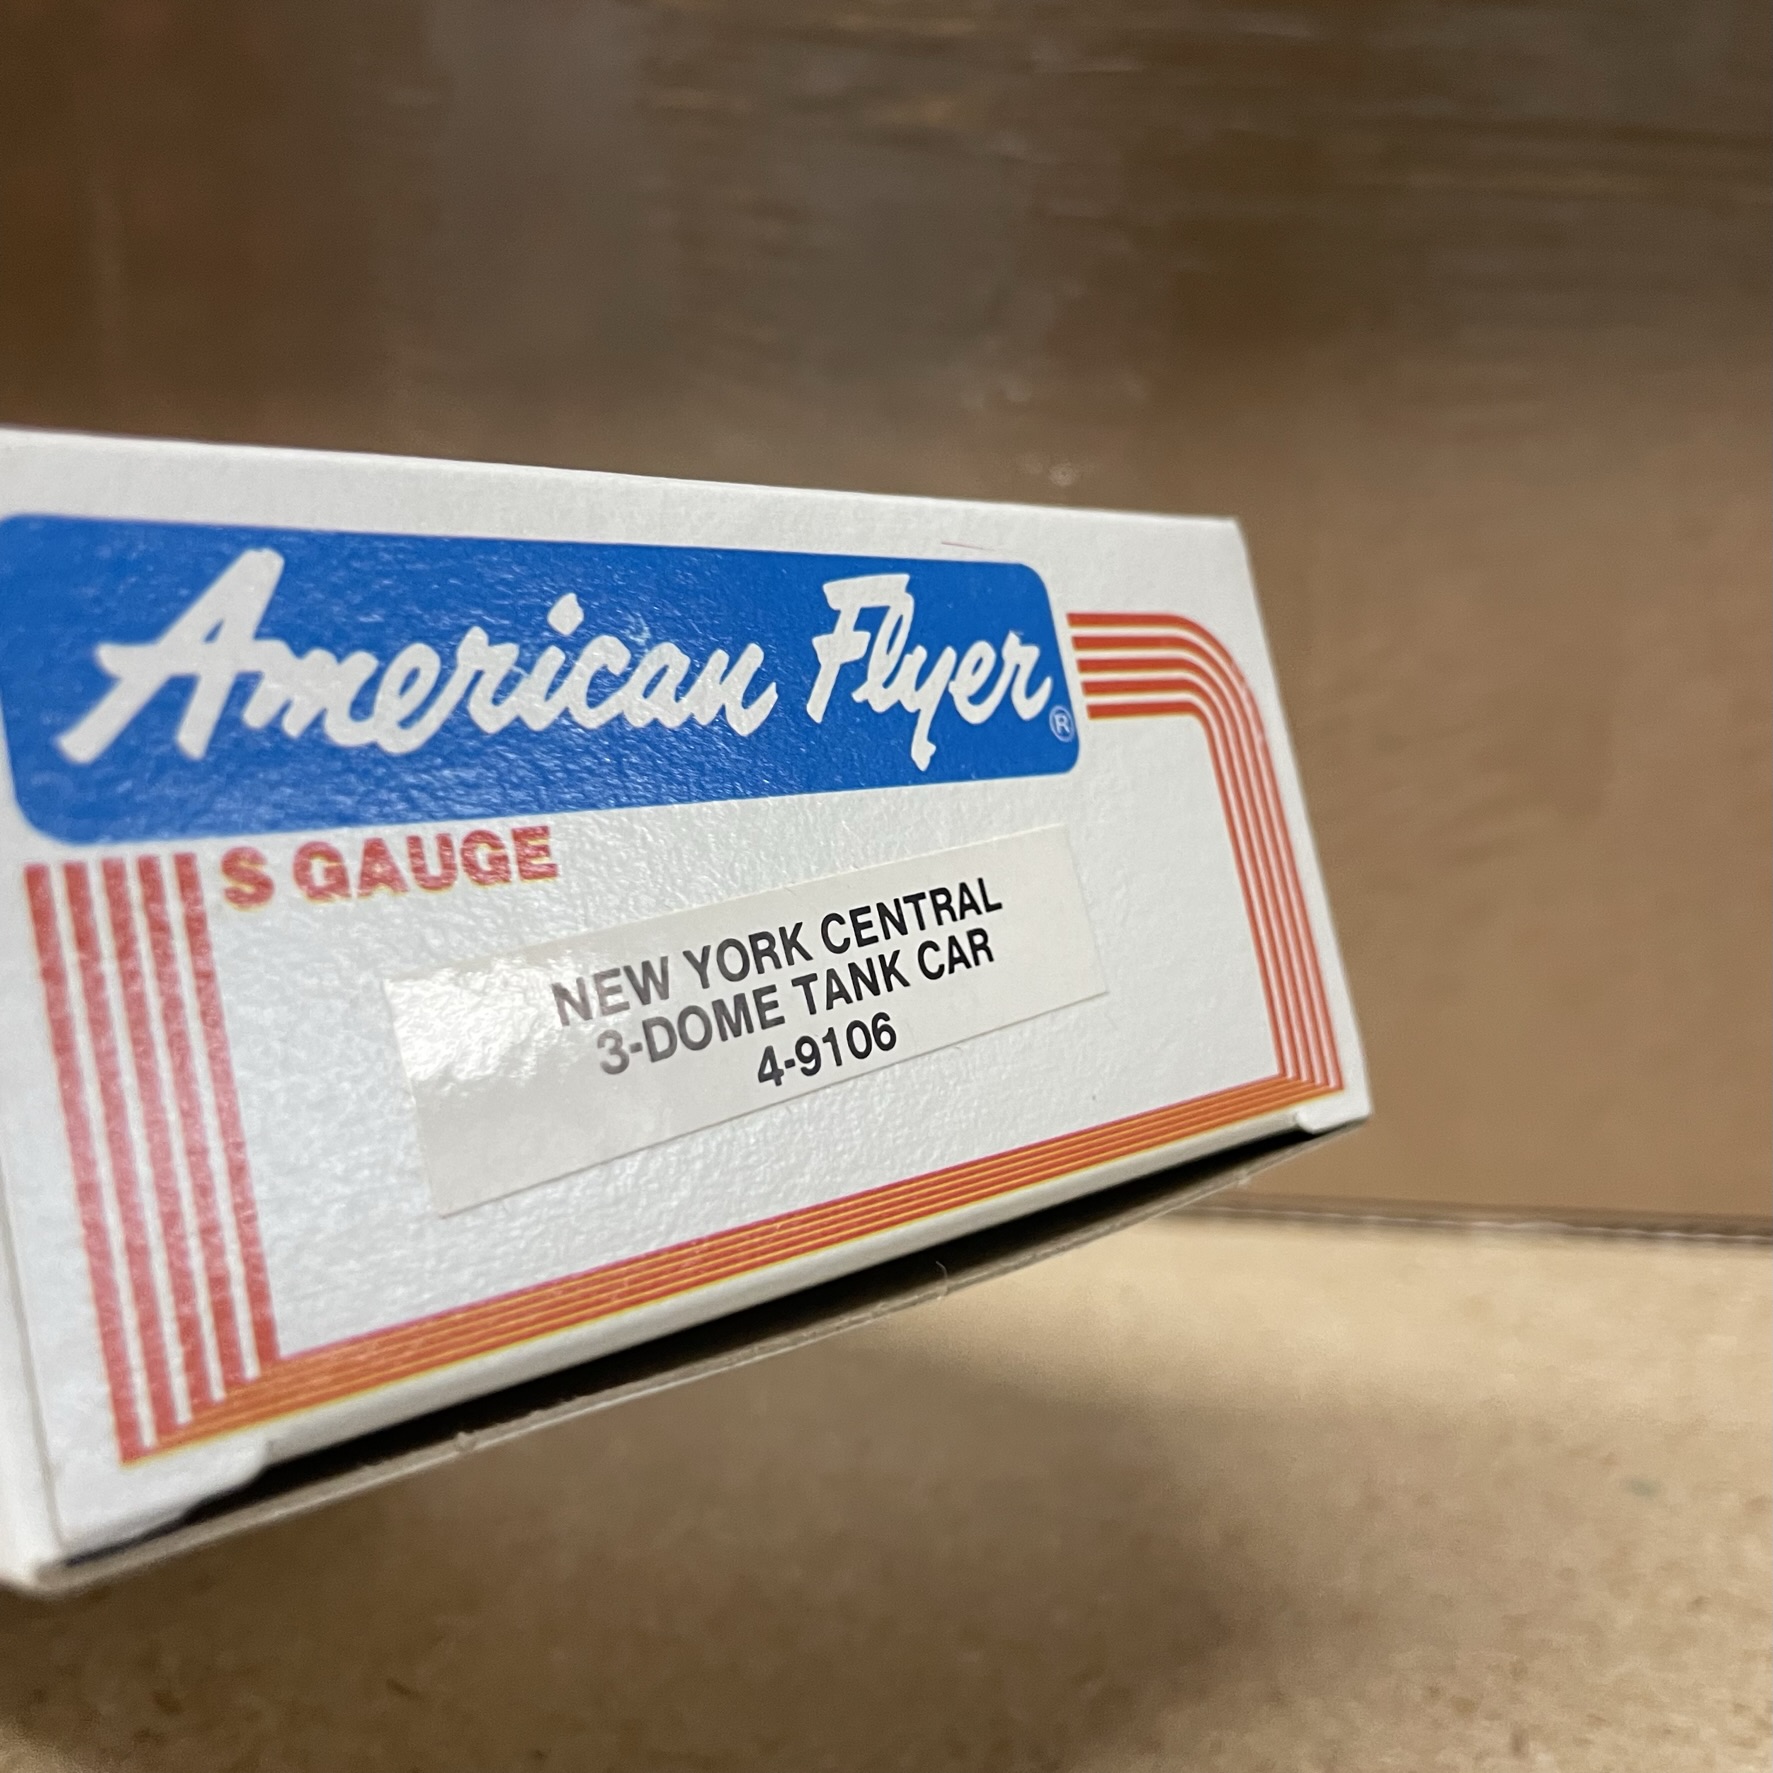 American Flyer®
S GAUGE
NEW YORK CENTRAL
3-DOME TANK CAR
4-9106